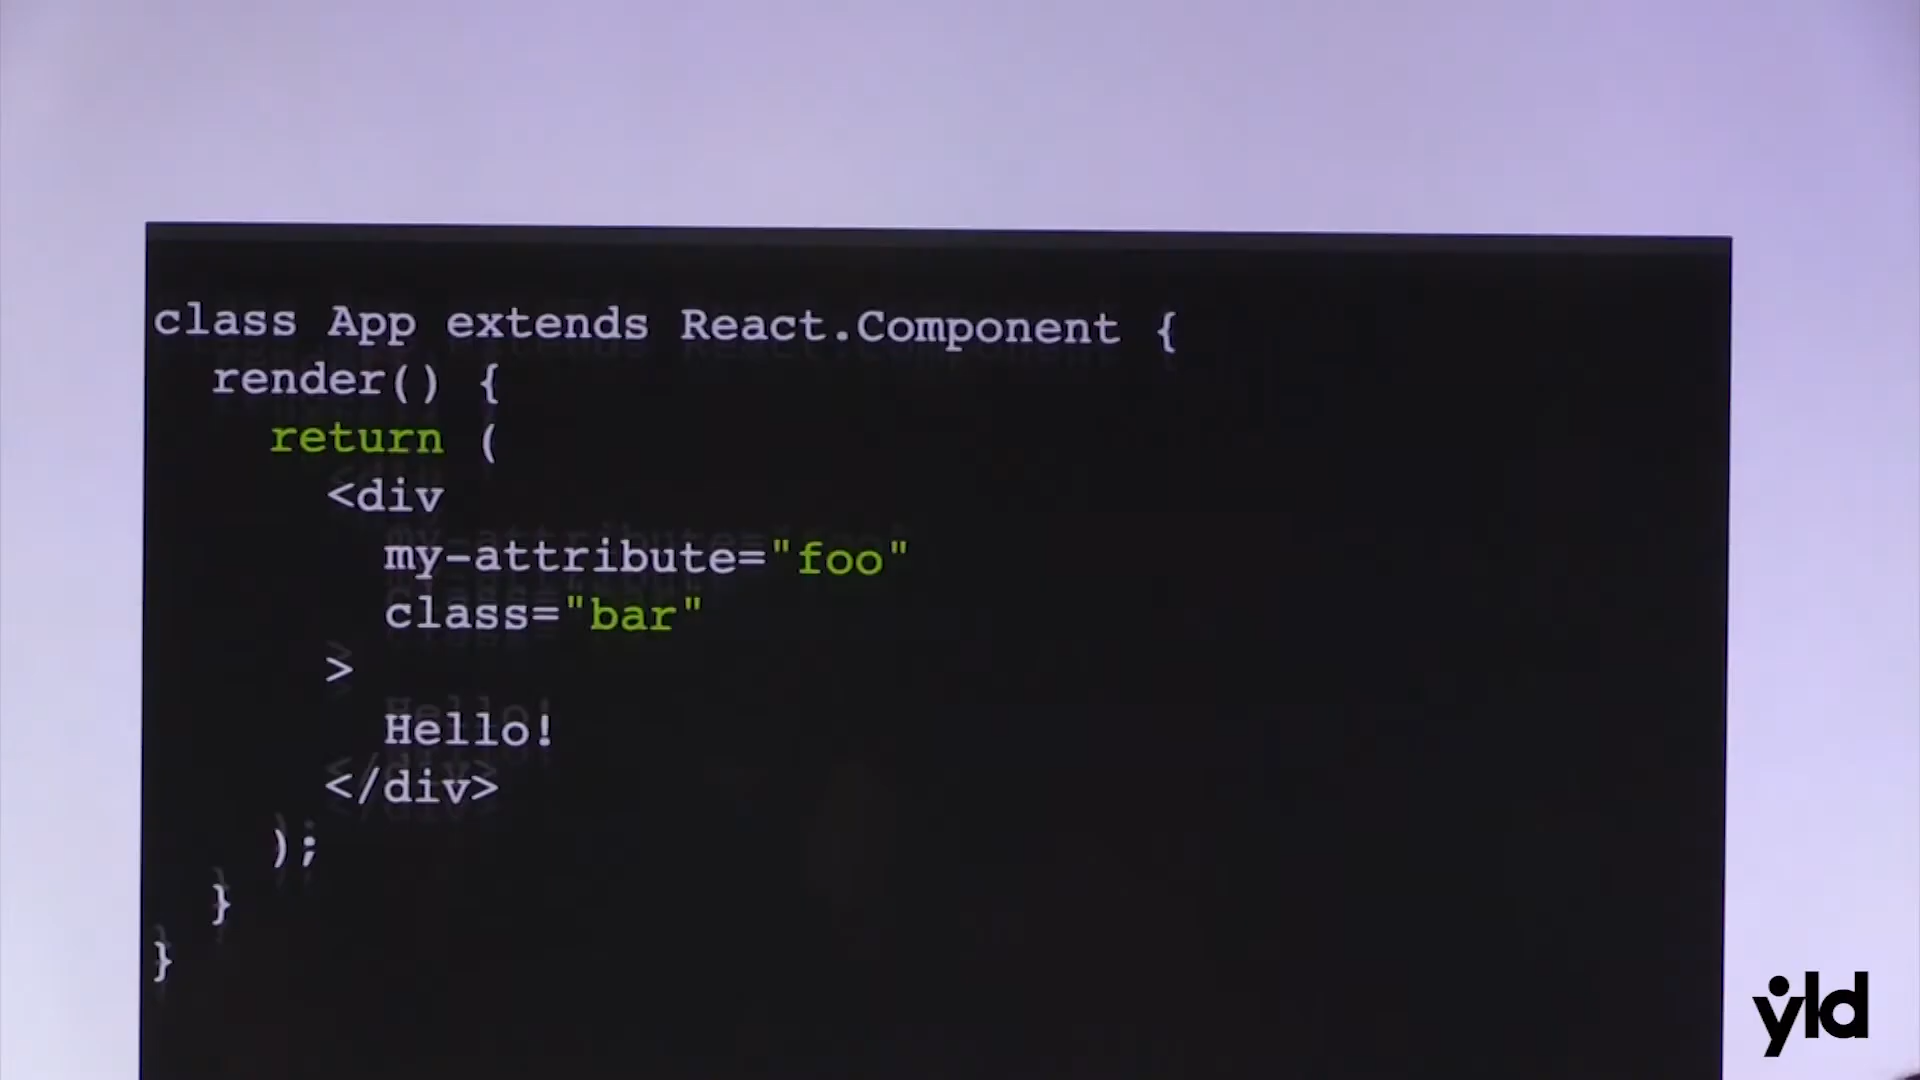 class App extends React.Component {
  render() {
    return (
      <div
        my-attribute="foo"
        class="bar"
      >
        Hello!
      </div>
    );
  }
}
yld